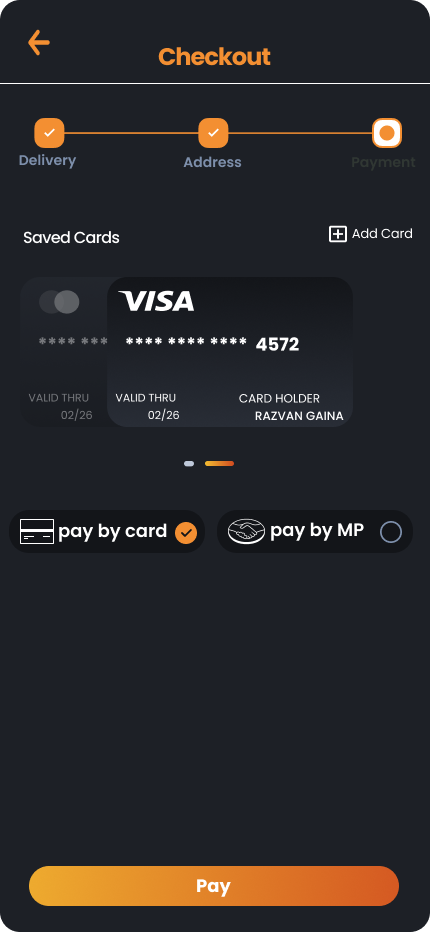 Checkout
Delivery
Address
Payment
Saved Cards
Add Card
VISA
**** ***
**** **** **** 4572
VALID THRU
02/26
VALID THRU
02/26
CARD HOLDER
RAZVAN GAINA
pay by card
pay by MP
Pay